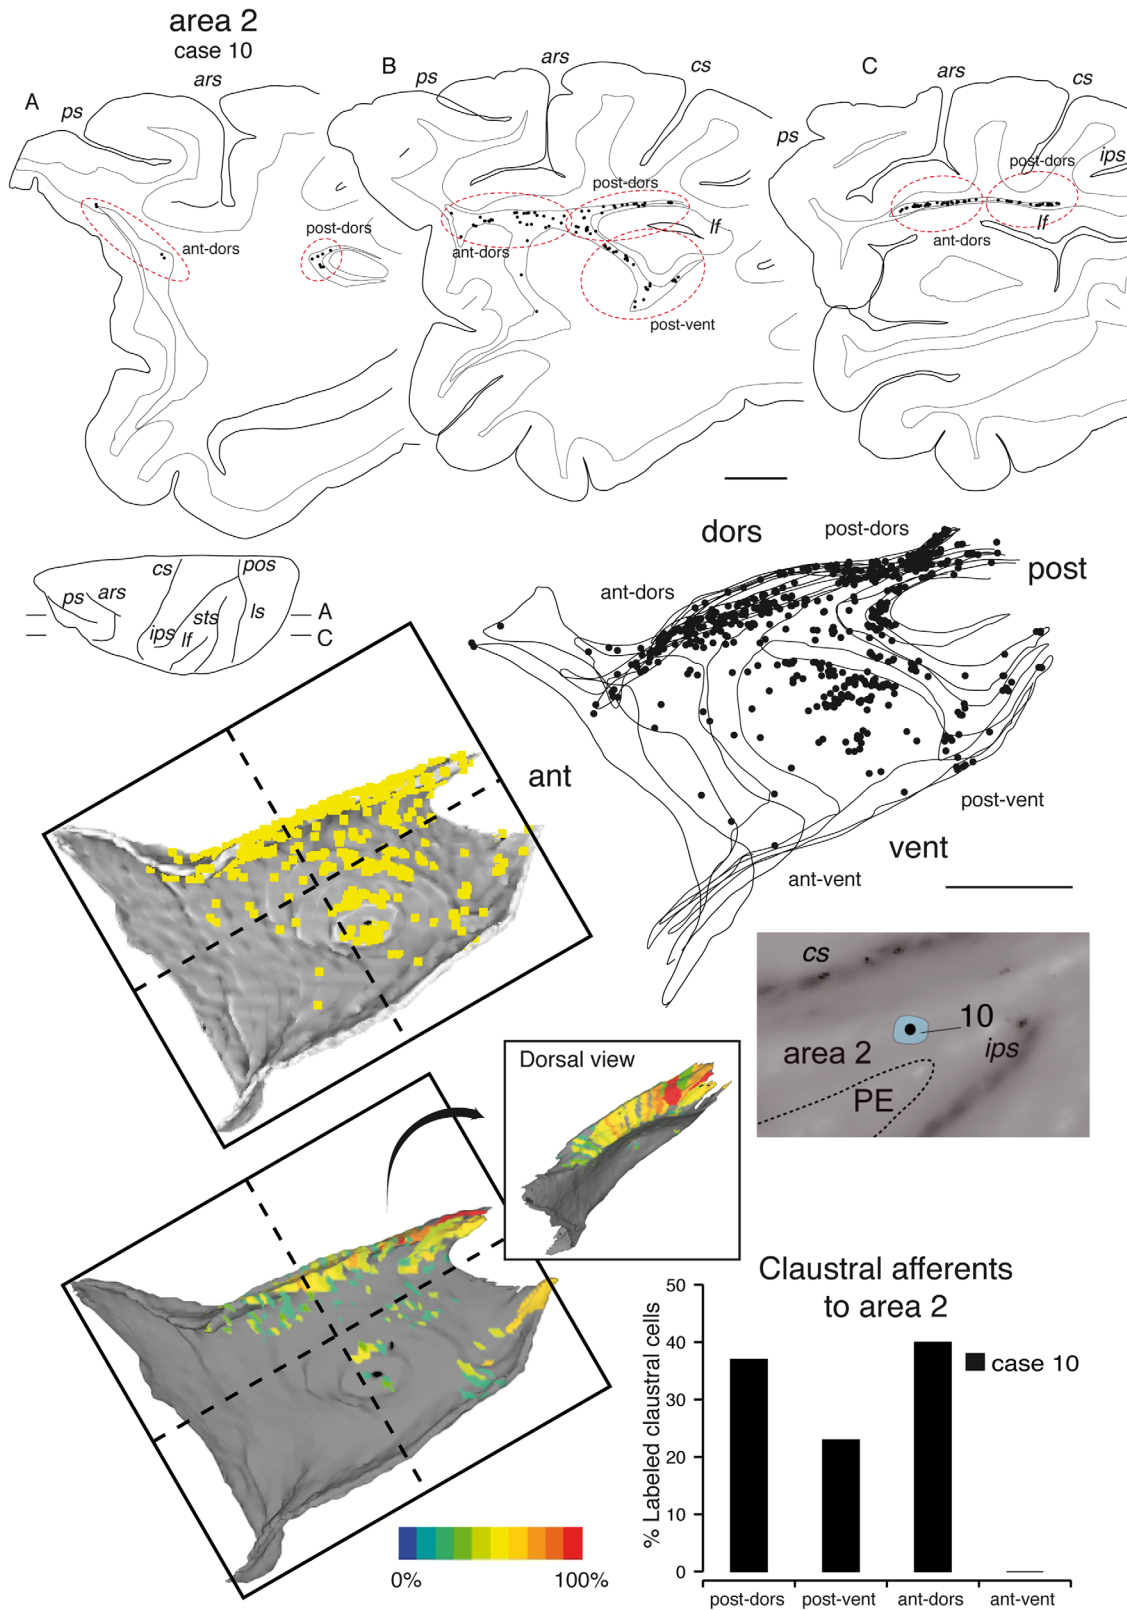 area 2
case 10
A
ps
ars
ant-dors
post-dors
B
ps
ars
cs
post-dors
lf
ant-dors
post-vent
C
ps
ars
cs
ips
post-dors
lf
ant-dors
cs
pos
ps
ars
sts
ls
ips
lf
A
C
dors
post-dors
post
ant-dors
ant
post-vent
vent
ant-vent
cs
10
area 2
ips
PE
Dorsal view
0%
100%
Claustral afferents
to area 2
case 10
% Labeled claustral cells
50
40
30
20
10
0
post-dors
post-vent
ant-dors
ant-vent